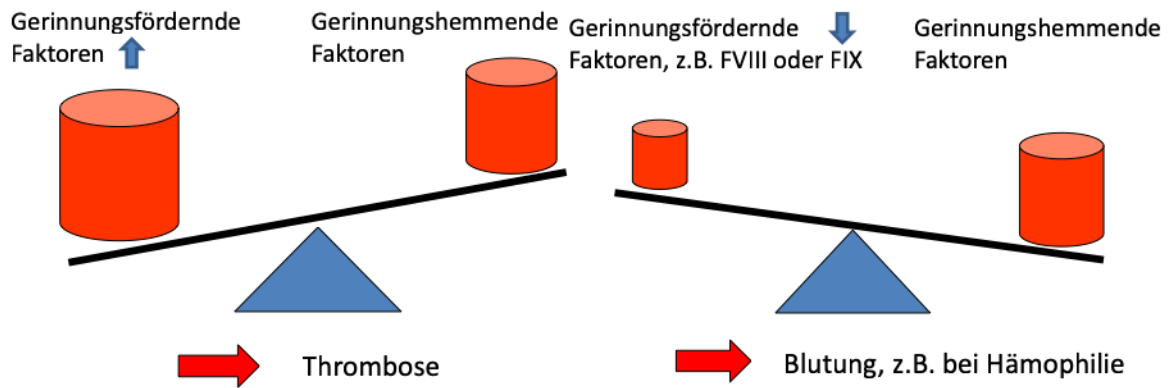 Gerinnungsfördernde
Faktoren
Gerinnungshemmende
Faktoren
Gerinnungsfördernde
Faktoren, z.B. FVIII oder FIX
Gerinnungshemmende
Faktoren
Thrombose
Blutung, z.B. bei Hämophilie